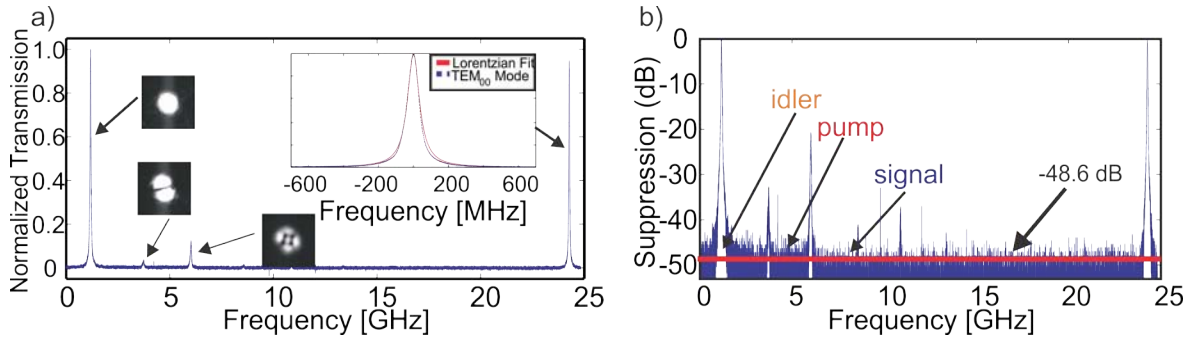 a)
Normalized Transmission
1.0
0.8
0.6
0.4
0.2
0
0 5 10 15 20 25
Frequency [GHz]
Lorentzian Fit
TEM00 Mode
-600 -200 200 600
Frequency [MHz]
b)
Suppression (dB)
0
-10
-20
-30
-40
-50
idler
pump
signal
-48.6 dB
0 5 10 15 20 25
Frequency [GHz]